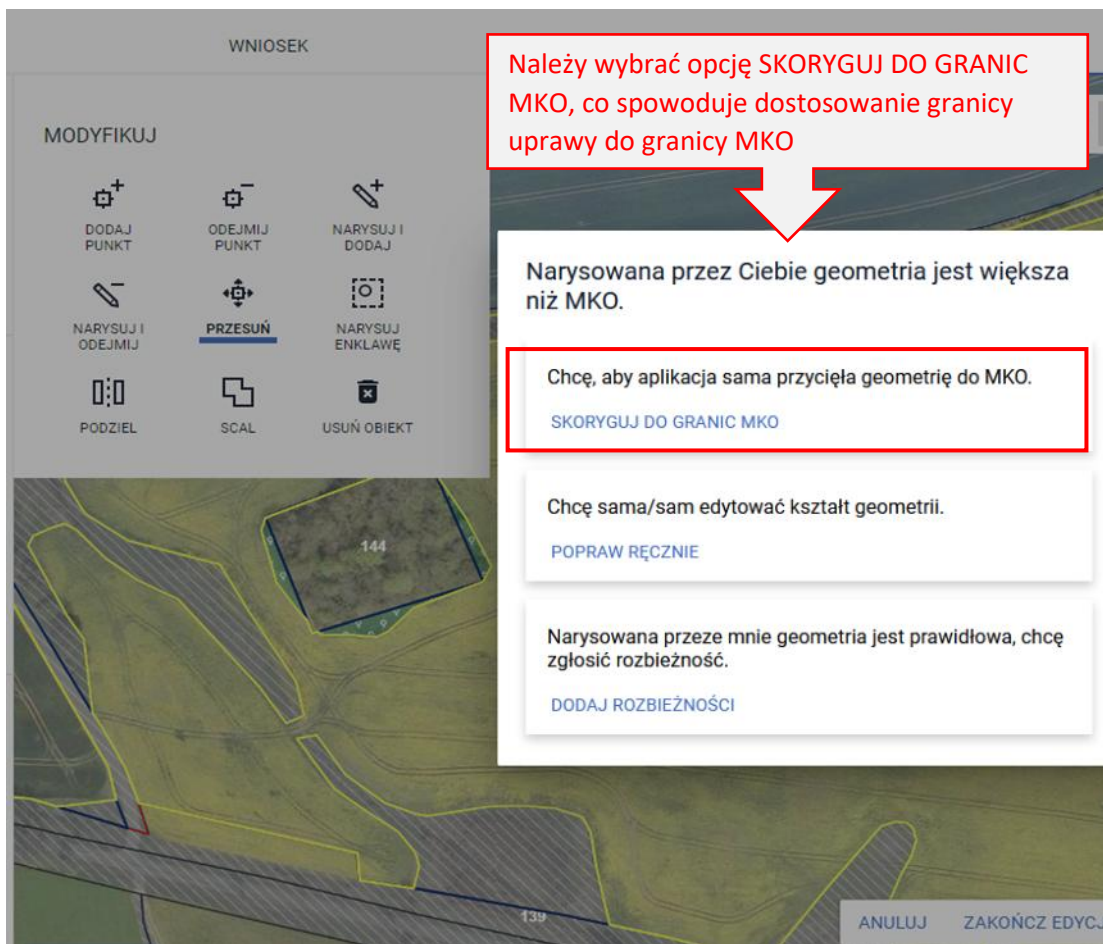 WNIOSEK
Należy wybrać opcję SKORYGUJ DO GRANIC
MKO, co spowoduje dostosowanie granicy
uprawy do granicy MKO
MODYFIKUJ
DODAJ
PUNKT
ODEJMIJ
PUNKT
NARYSUJ I
DODAJ
NARYSUJ I
ODEJMIJ
PRZESUŃ
NARYSUJ
ENKLAWĘ
PODZIEL
SCAL
USUŃ OBIEKT
Narysowana przez Ciebie geometria jest większa
niż MKO.
Chcę, aby aplikacja sama przycięła geometrię do MKO.
SKORYGUJ DO GRANIC MKO
Chcę sama/sam edytować kształt geometrii.
POPRAW RĘCZNIE
Narysowana przeze mnie geometria jest prawidłowa, chcę
zgłosić rozbieżność.
DODAJ ROZBIEŻNOŚCI
144
139
ANULUJ
ZAKOŃCZ EDYCJ